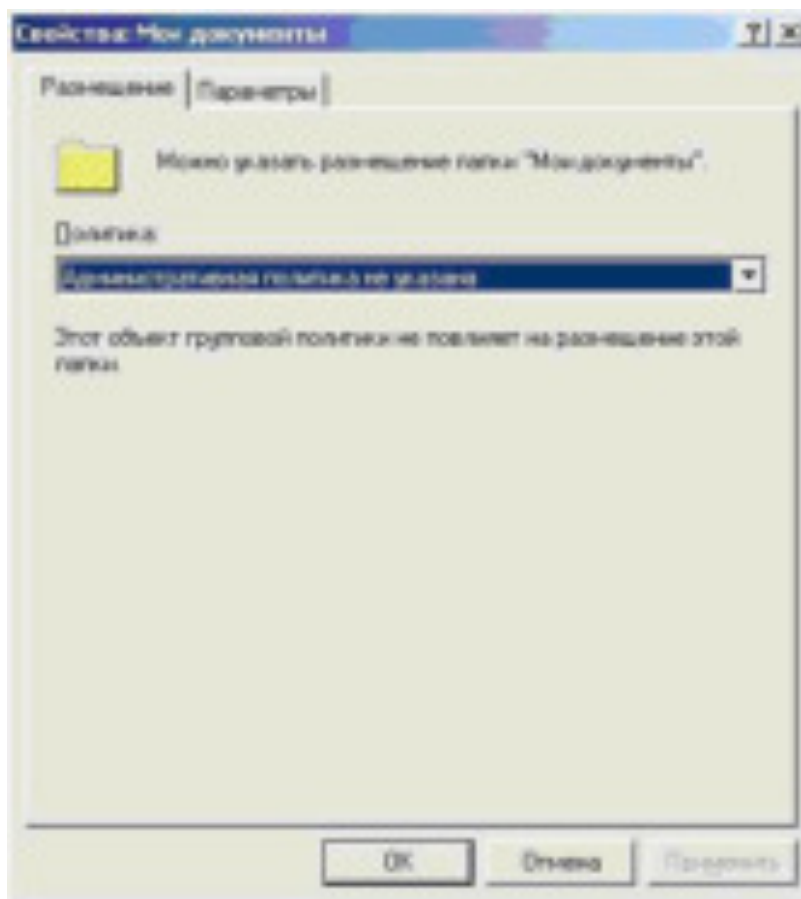 Свойства: Мои документы
Размещение
Параметры
Можно указать размещение папки "Мои документы".
Политика:
Административная политика не указана
Этот объект групповой политики не повлияет на размещение этой
папки.
OK
Отмена
Применить